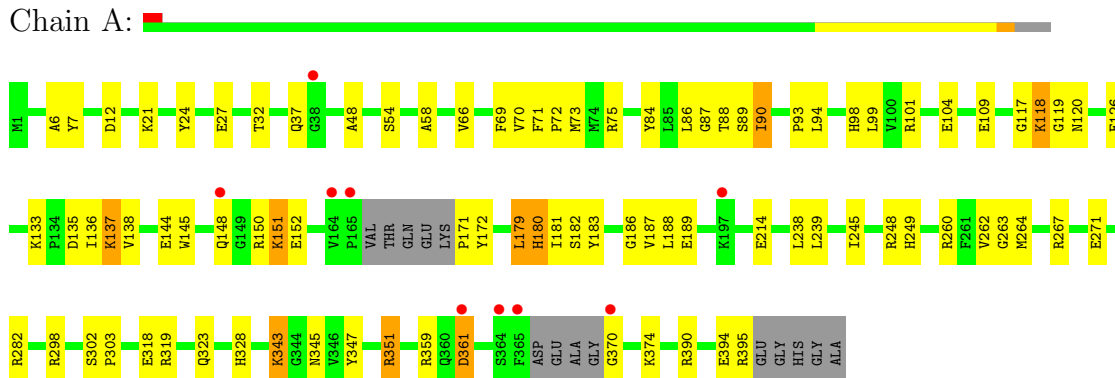 Chain A:
M1 A6 Y7 D12 K21 Y24 E27 T32 Q37 G38 A48 S54 A58 V66 F69 V70 F71 P72 M73 M74 R75 Y84 L85 L86 G87 T88 S89 I90 P93 L94 H98 L99 V100 R101 E104 E109 G117 K118 G119 N120
K133 P134 D135 I136 K137 V138 E144 W145 Q148 G149 R150 K151 E152 V164 P165 VAL THR GLN GLU LYS P171 Y172 L179 H180 I181 S182 Y183 G186 V187 L188 E189 K197 E214 L238 L239 I245 R248 H249 R260 F261 V262 G263 M264 R267 E271
R282 R298 S302 P303 E318 R319 Q323 H328 K343 G344 N345 V346 Y347 R351 R359 Q360 D361 S364 F365 ASP GLU ALA GLY G370 K374 R390 E394 R395 GLU GLY HIS GLY ALA